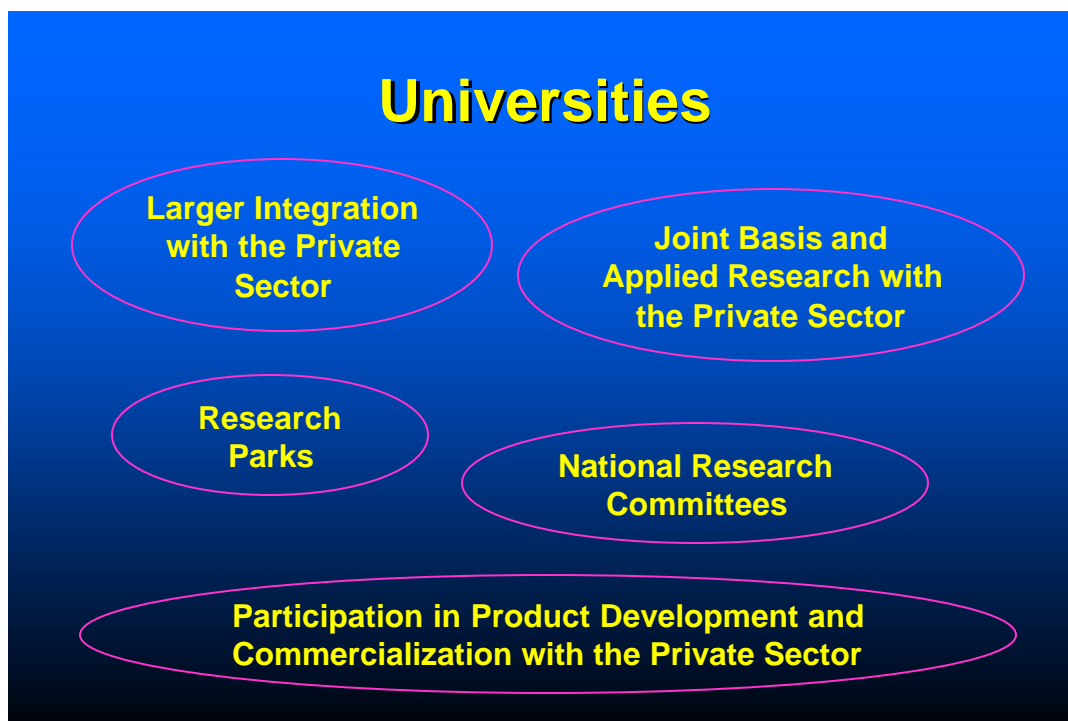 Universities
Larger Integration
with the Private
Sector
Joint Basis and
Applied Research with
the Private Sector
Research
Parks
National Research
Committees
Participation in Product Development and
Commercialization with the Private Sector